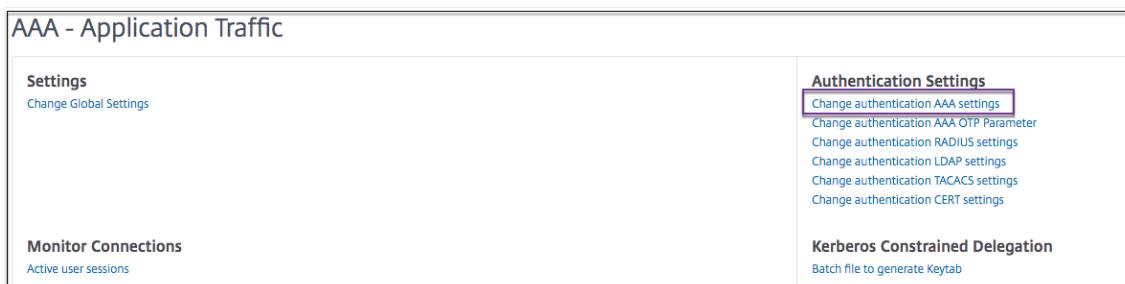 AAA - Application Traffic
Settings
Change Global Settings
Authentication Settings
Change authentication AAA settings
Change authentication AAA OTP Parameter
Change authentication RADIUS settings
Change authentication LDAP settings
Change authentication TACACS settings
Change authentication CERT settings
Monitor Connections
Active user sessions
Kerberos Constrained Delegation
Batch file to generate Keytab